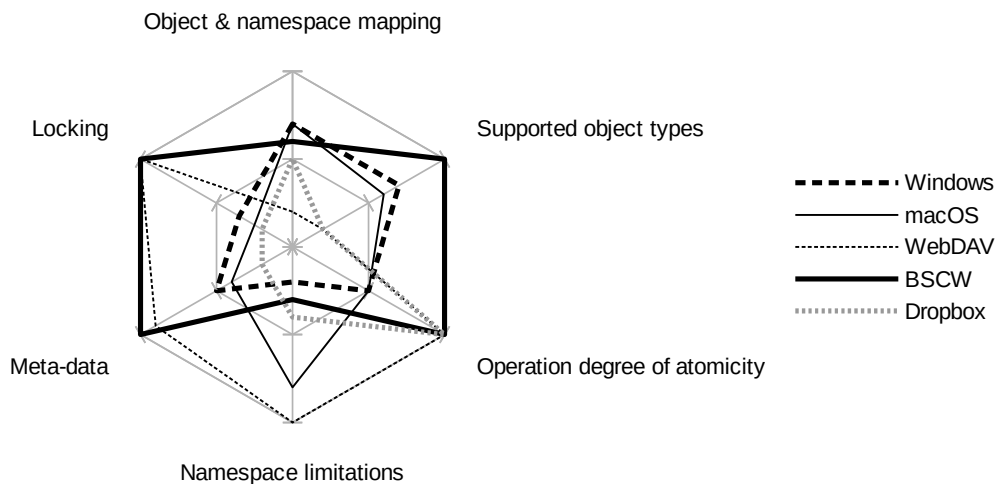 Object & namespace mapping
Locking
Supported object types
Windows
macOS
WebDAV
BSCW
Dropbox
Meta-data
Operation degree of atomicity
Namespace limitations